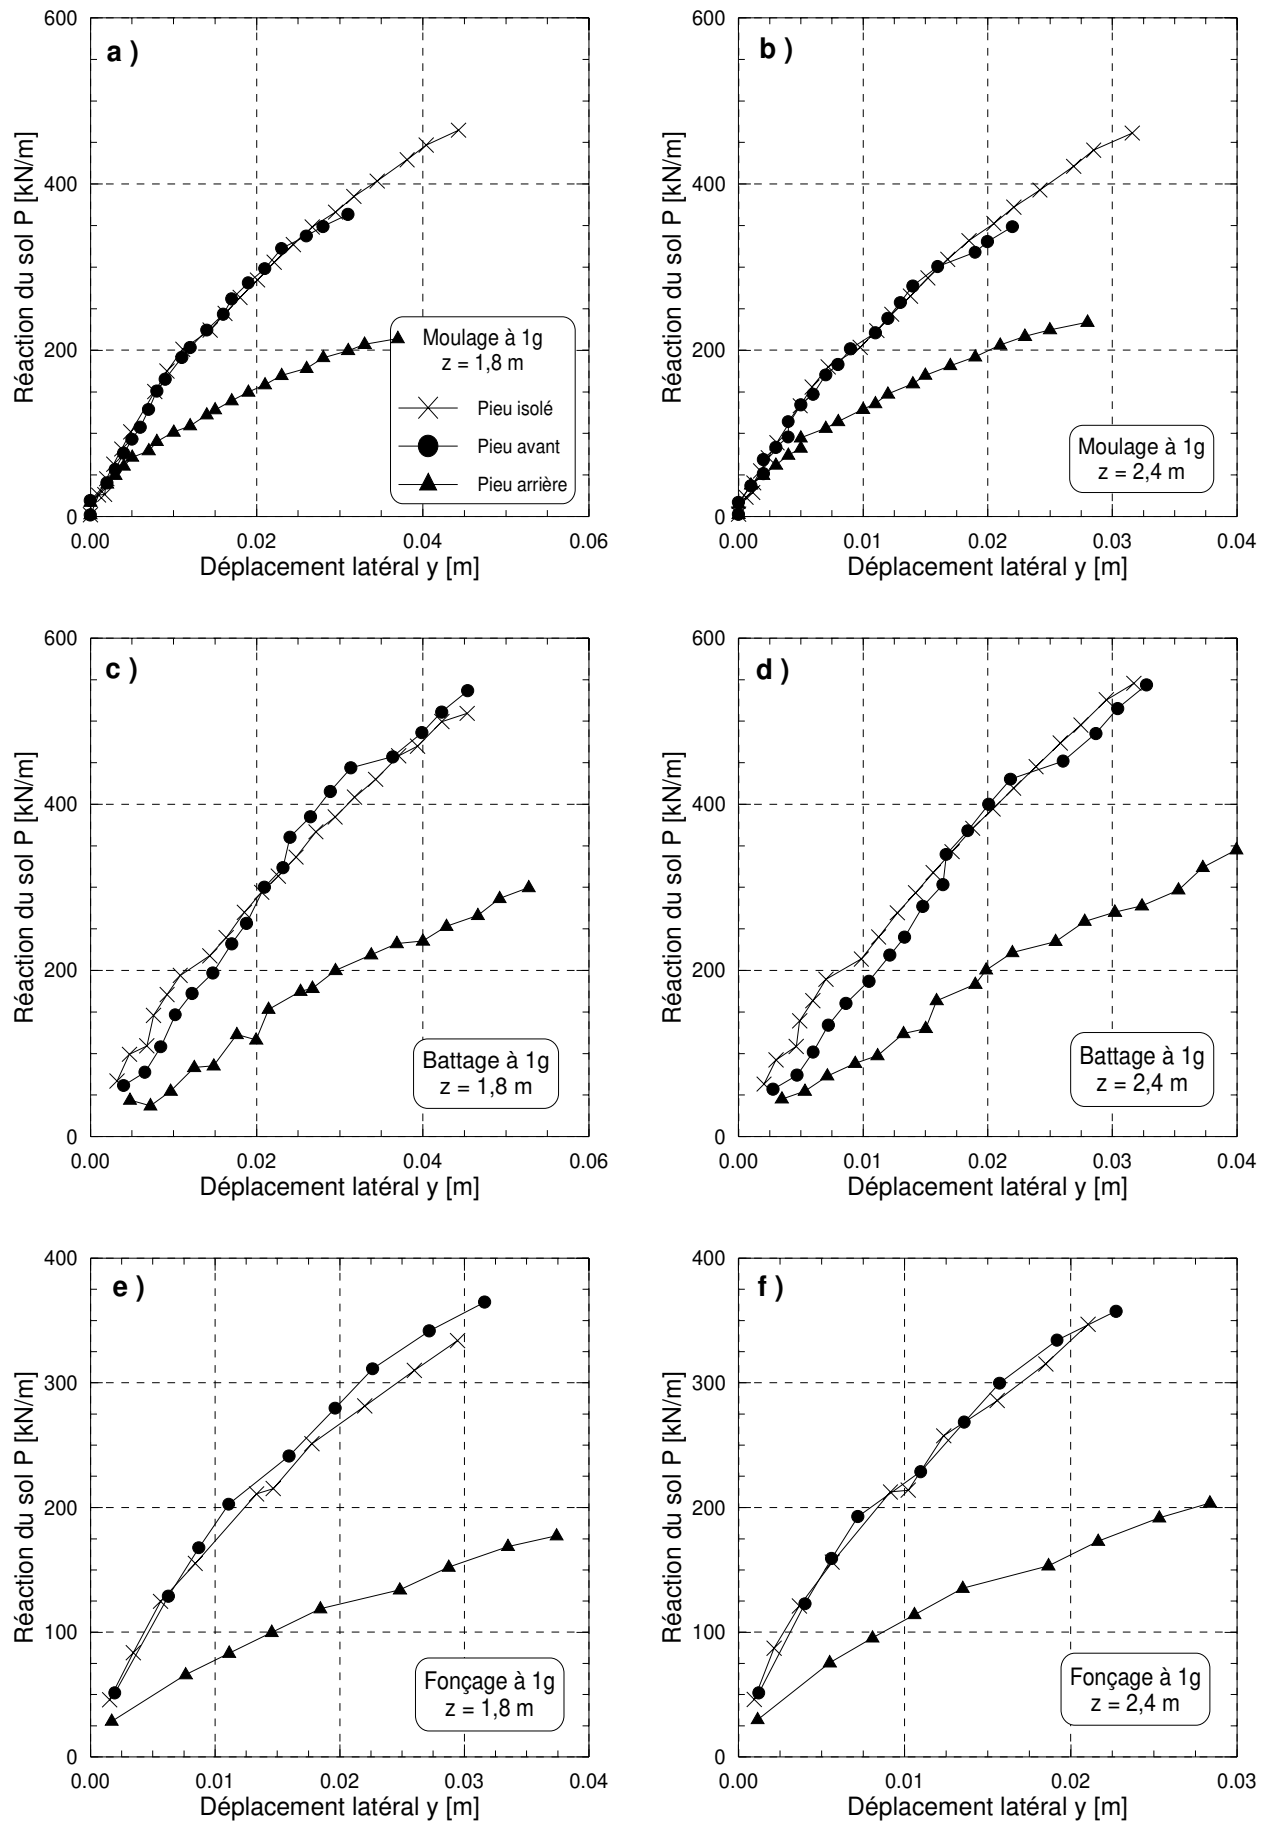 a )
600
400
200
0
Réaction du sol P [kN/m]
Moulage à 1g
z = 1,8 m
Pieu isolé
Pieu avant
Pieu arrière
0.00 0.02 0.04 0.06
Déplacement latéral y [m]
b )
600
400
200
0
Réaction du sol P [kN/m]
Moulage à 1g
z = 2,4 m
0.00 0.01 0.02 0.03 0.04
Déplacement latéral y [m]
c )
600
400
200
0
Réaction du sol P [kN/m]
Battage à 1g
z = 1,8 m
0.00 0.02 0.04 0.06
Déplacement latéral y [m]
d )
600
400
200
0
Réaction du sol P [kN/m]
Battage à 1g
z = 2,4 m
0.00 0.01 0.02 0.03 0.04
Déplacement latéral y [m]
e )
400
300
200
100
0
Réaction du sol P [kN/m]
Fonçage à 1g
z = 1,8 m
0.00 0.01 0.02 0.03 0.04
Déplacement latéral y [m]
f )
400
300
200
100
0
Réaction du sol P [kN/m]
Fonçage à 1g
z = 2,4 m
0.00 0.01 0.02 0.03
Déplacement latéral y [m]